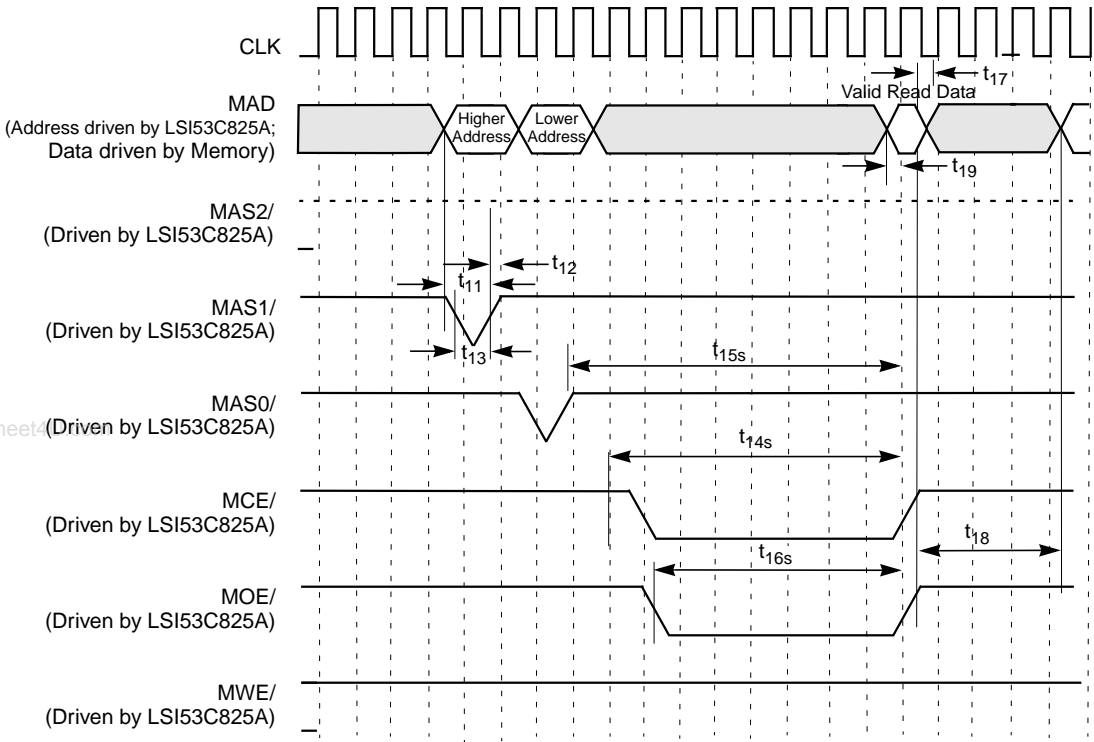 CLK
t17
Valid Read Data
MAD
(Address driven by LSI53C825A;
Data driven by Memory)
Higher
Address
Lower
Address
t19
MAS2/
(Driven by LSI53C825A)
t12
t11
MAS1/
(Driven by LSI53C825A)
t13
t15s
MAS0/
(Driven by LSI53C825A)
t14s
MCE/
(Driven by LSI53C825A)
t18
t16s
MOE/
(Driven by LSI53C825A)
MWE/
(Driven by LSI53C825A)